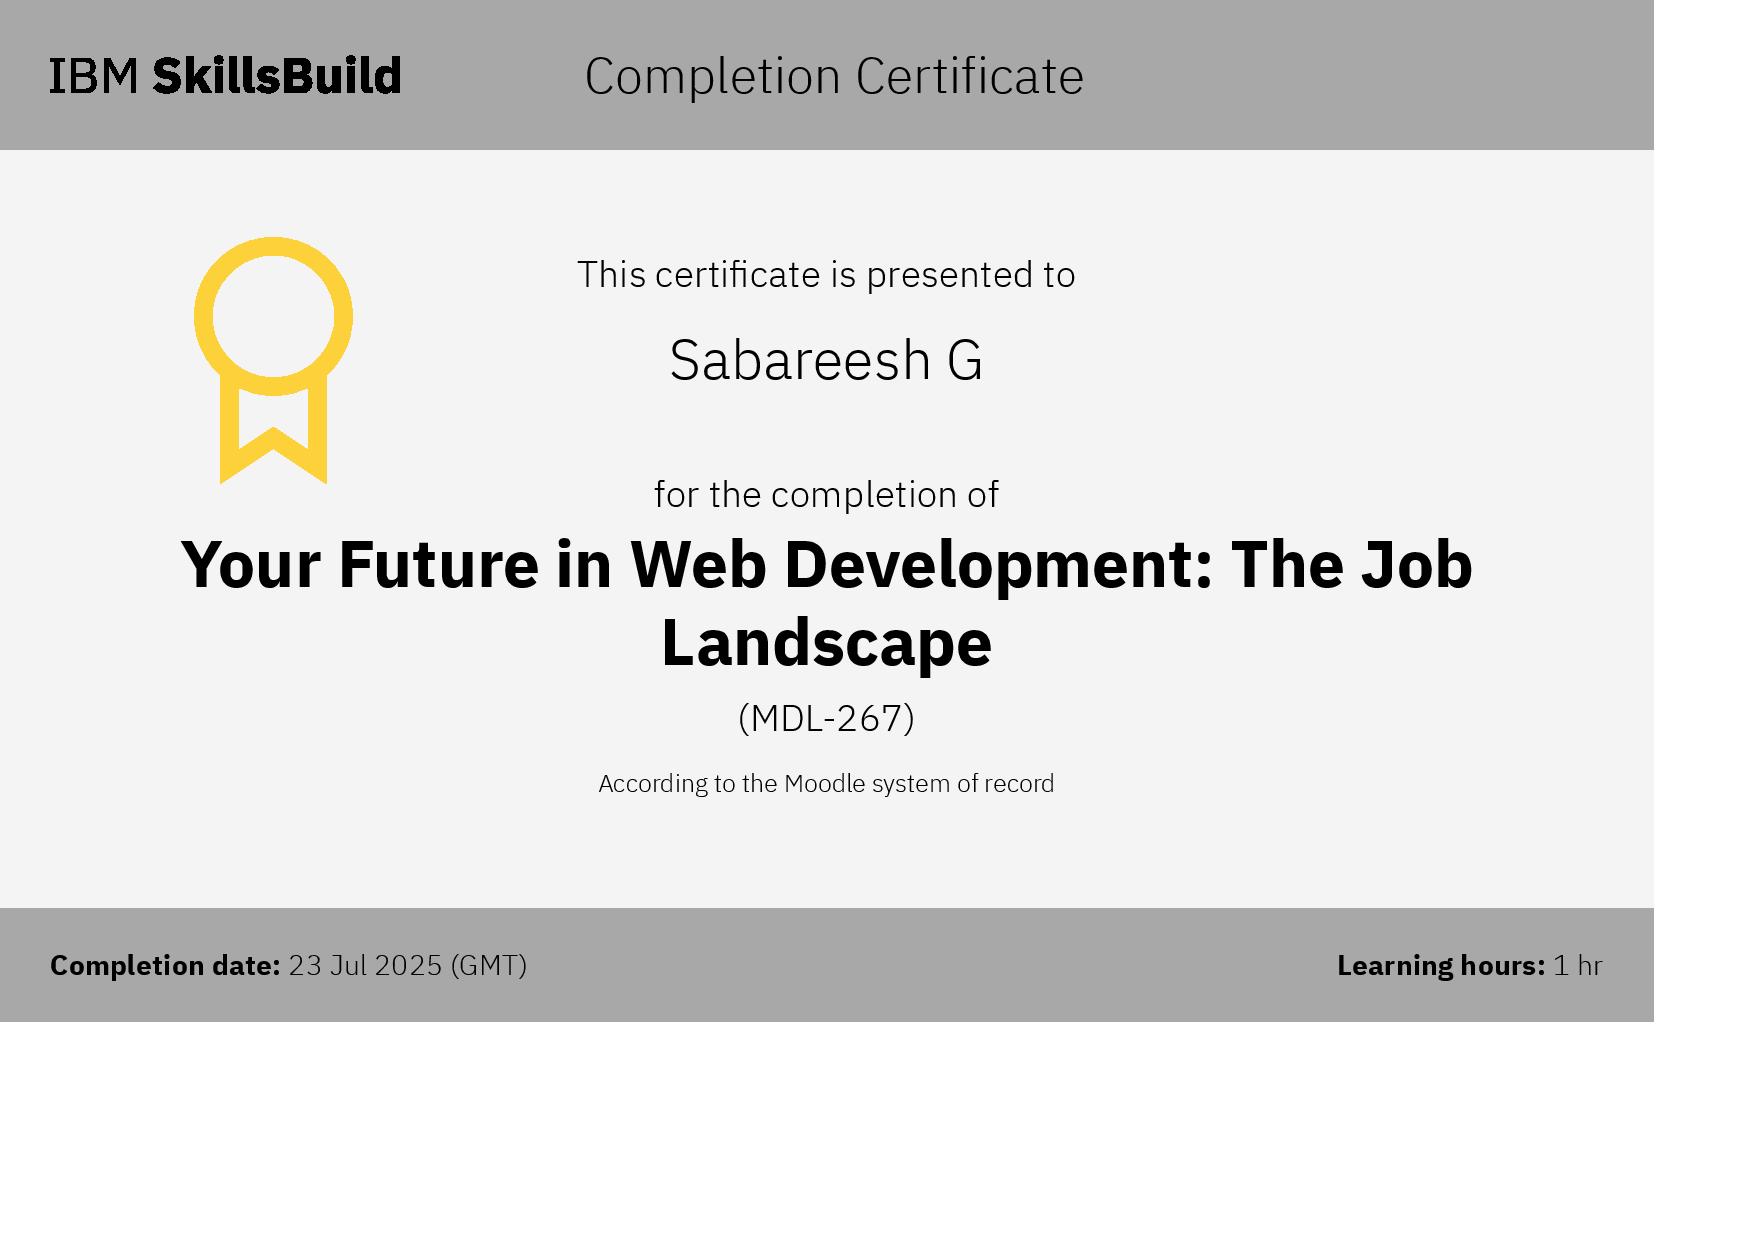 IBM SkillsBuild
Completion Certificate
This certificate is presented to
Sabareesh G
for the completion of
Your Future in Web Development: The Job
Landscape
(MDL-267)
According to the Moodle system of record
Completion date: 23 Jul 2025 (GMT)
Learning hours: 1 hr